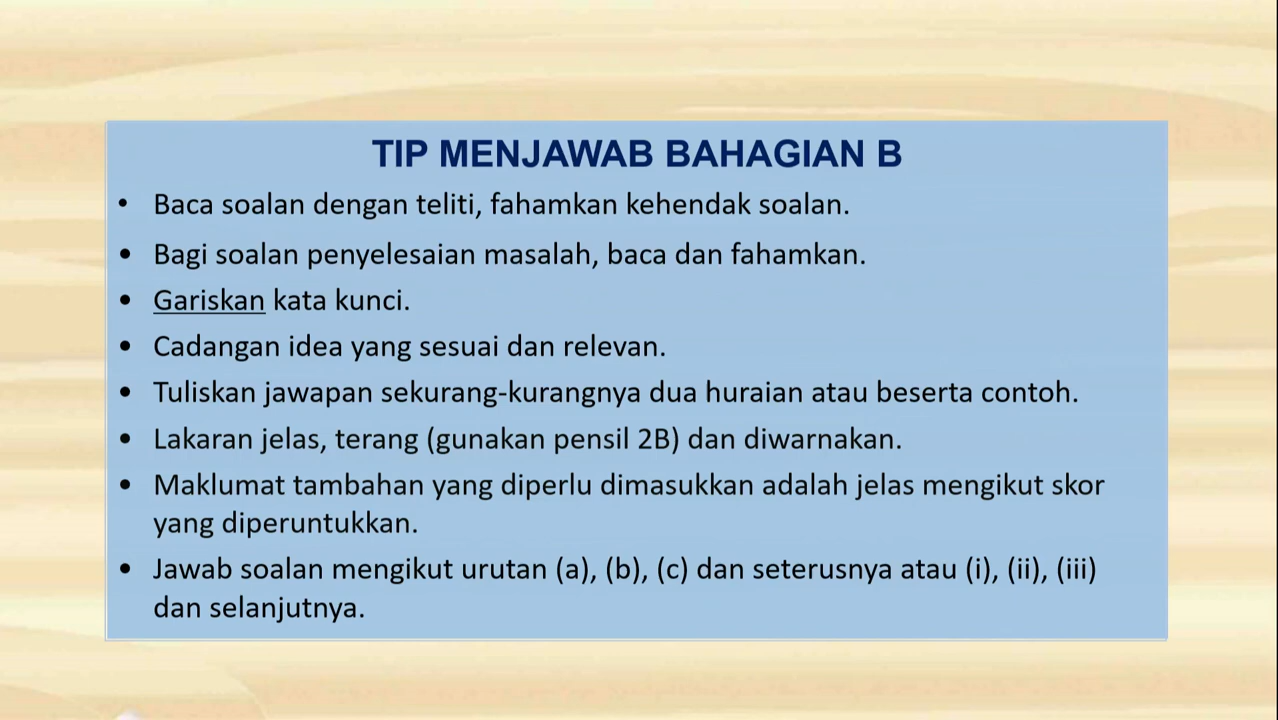 TIP MENJAWAB BAHAGIAN B
• Baca soalan dengan teliti, fahamkan kehendak soalan.
• Bagi soalan penyelesaian masalah, baca dan fahamkan.
• Gariskan kata kunci.
• Cadangan idea yang sesuai dan relevan.
• Tuliskan jawapan sekurang-kurangnya dua huraian atau beserta contoh.
• Lakaran jelas, terang (gunakan pensil 2B) dan diwarnakan.
• Maklumat tambahan yang diperlu dimasukkan adalah jelas mengikut skor
yang diperuntukkan.
• Jawab soalan mengikut urutan (a), (b), (c) dan seterusnya atau (i), (ii), (iii)
dan selanjutnya.